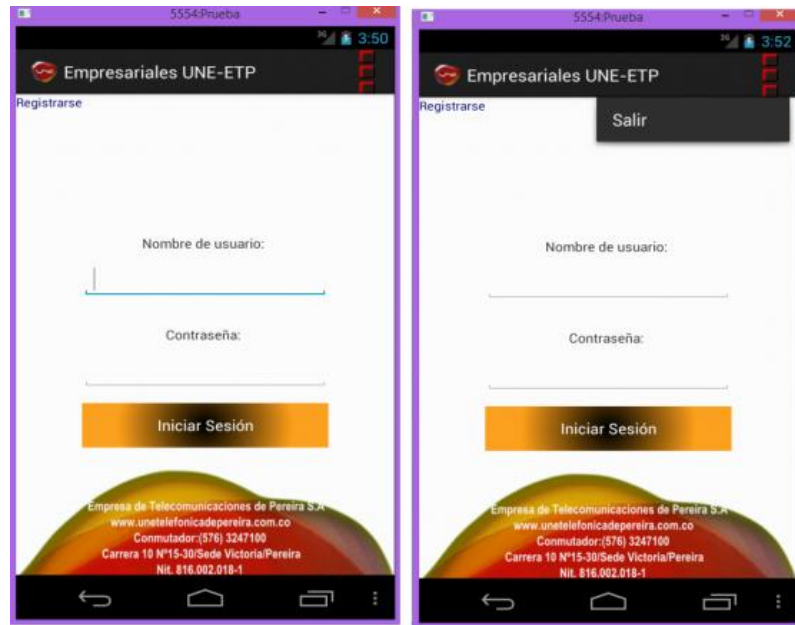 5554:Prueba
3G 3:50
Empresariales UNE-ETP
Registrarse
Nombre de usuario:
Contraseña:
Iniciar Sesión
Empresa de Telecomunicaciones de Pereira S.A
www.unetelefonicadepereira.com.co
Conmutador:(576) 3247100
Carrera 10 Nº15-30/Sede Victoria/Pereira
Nit. 816.002.018-1
5554:Prueba
3G 3:52
Empresariales UNE-ETP
Registrarse
Salir
Nombre de usuario:
Contraseña:
Iniciar Sesión
Empresa de Telecomunicaciones de Pereira S.A
www.unetelefonicadepereira.com.co
Conmutador:(576) 3247100
Carrera 10 Nº15-30/Sede Victoria/Pereira
Nit. 816.002.018-1